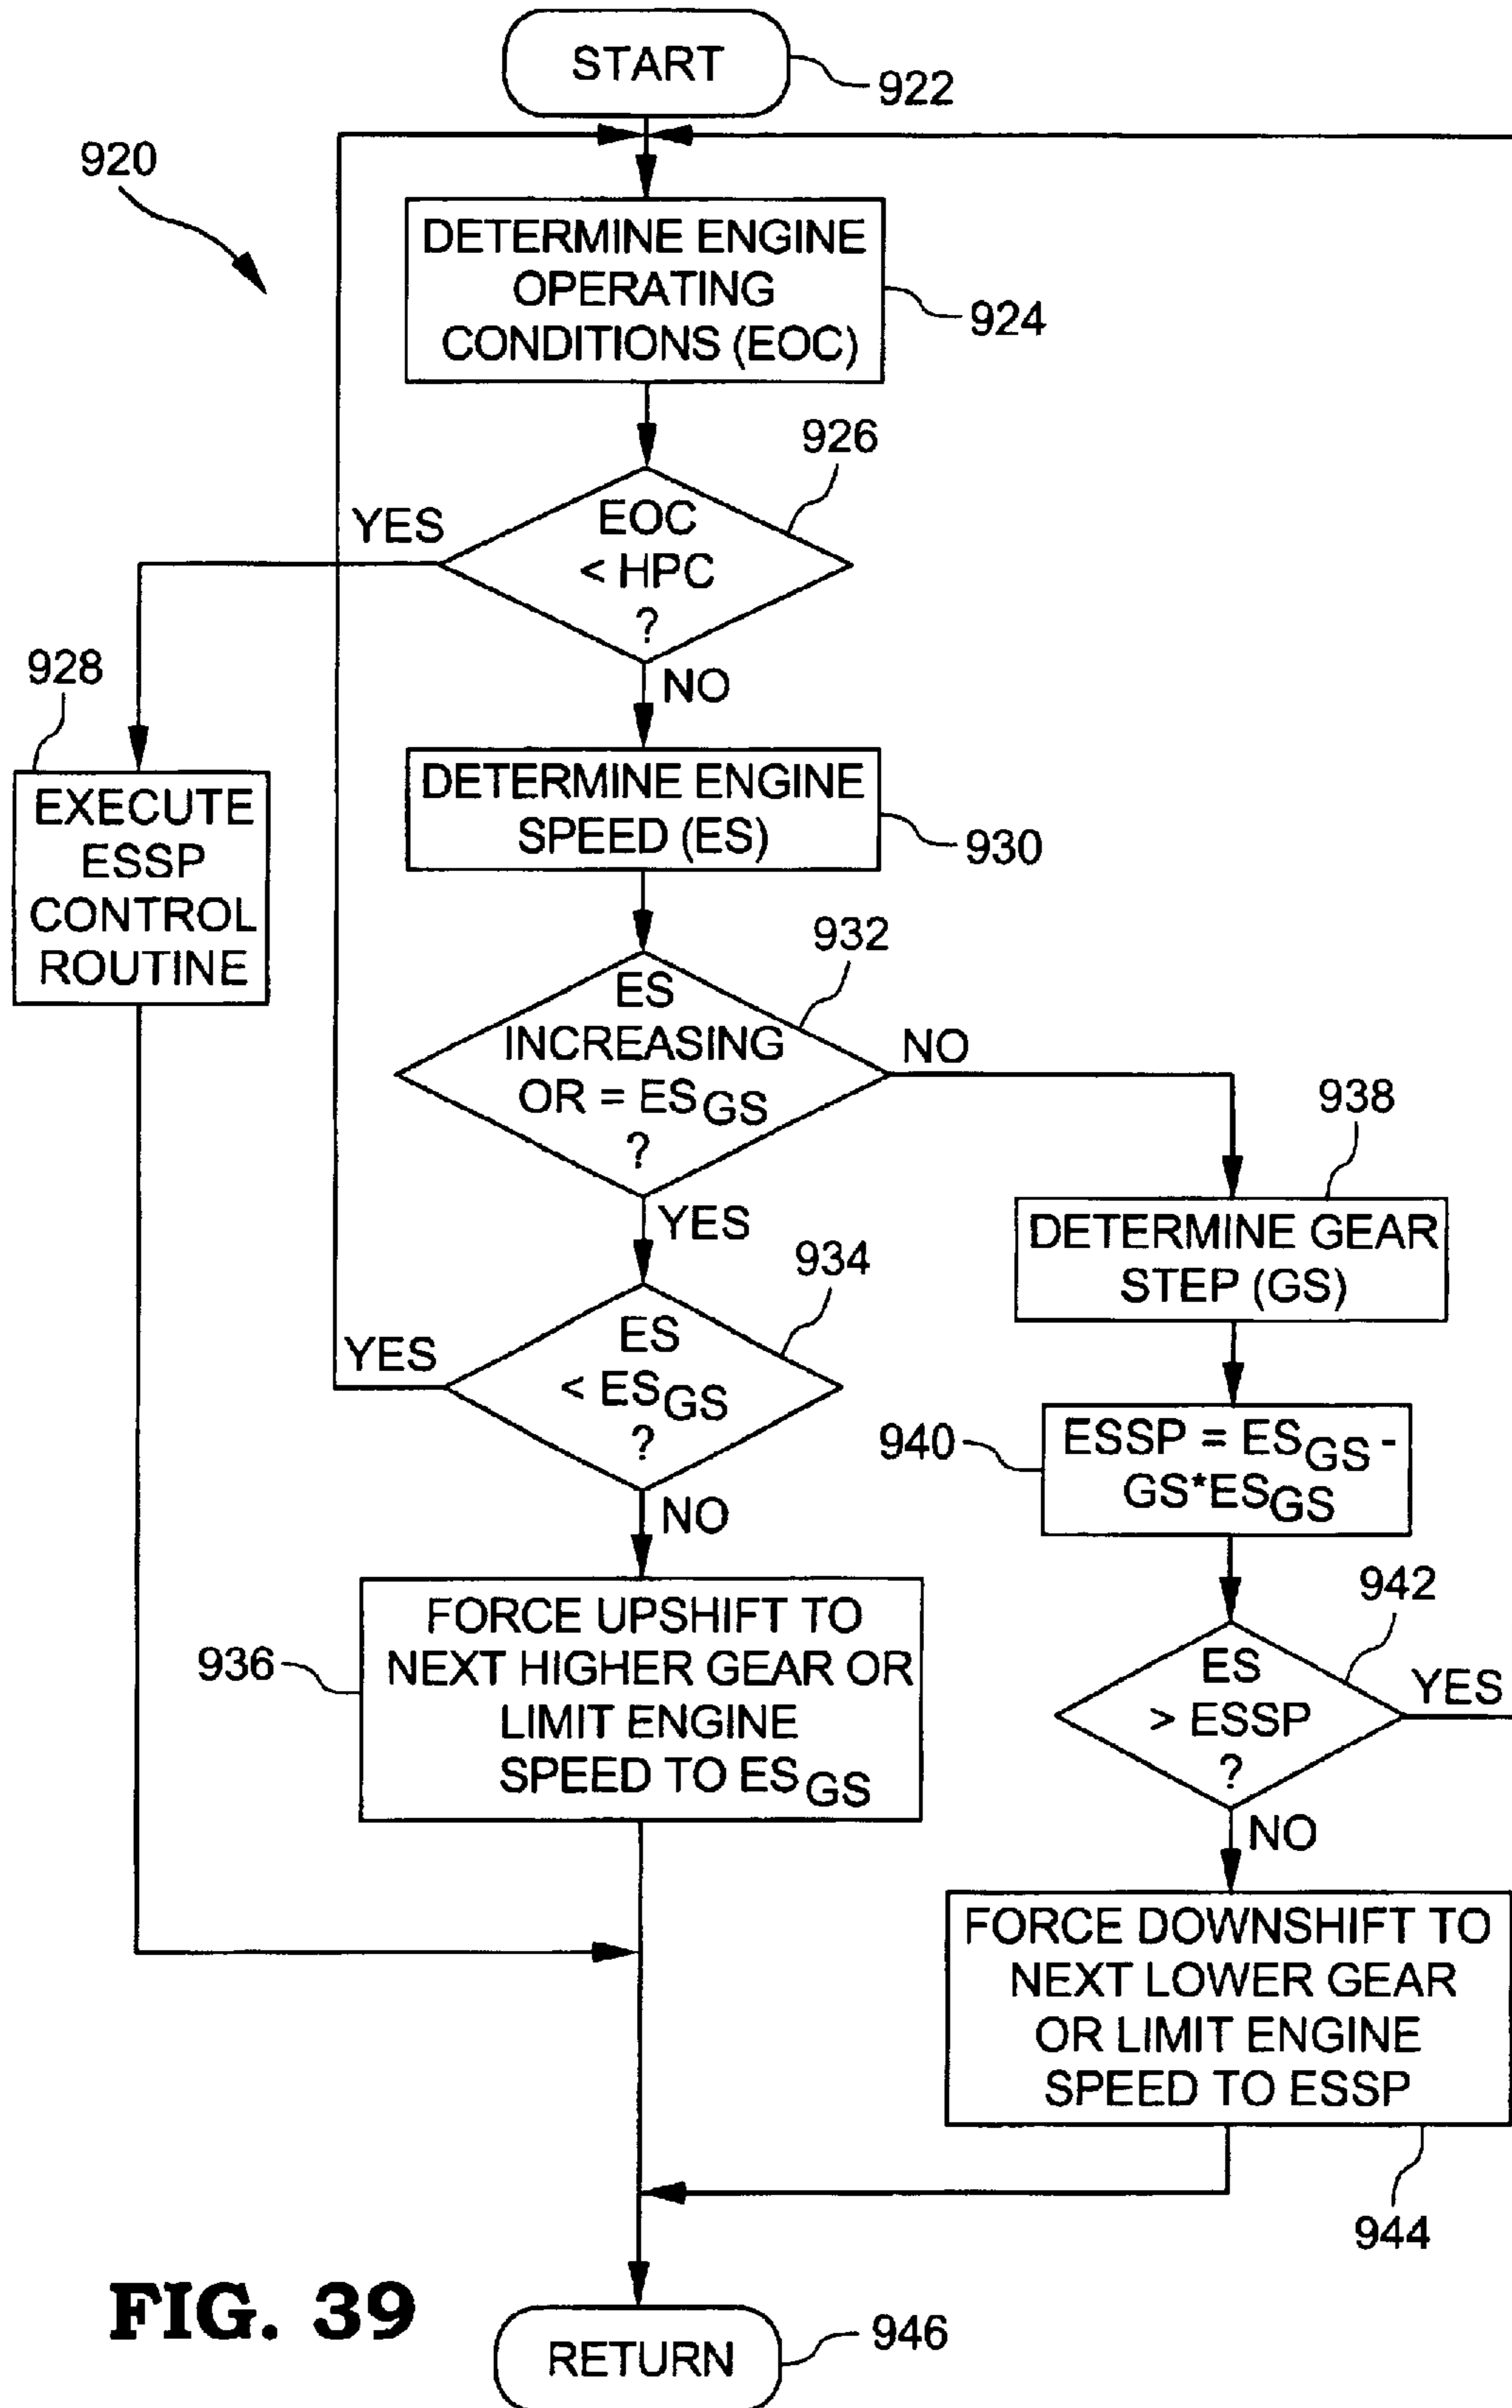 START
922
920
DETERMINE ENGINE
OPERATING
CONDITIONS (EOC)
924
926
EOC
< HPC
?
YES
NO
928
EXECUTE
ESSP
CONTROL
ROUTINE
DETERMINE ENGINE
SPEED (ES)
930
932
ES
INCREASING
OR = ESGS
?
NO
YES
938
DETERMINE GEAR
STEP (GS)
934
ES
< ESGS
?
YES
NO
940
ESSP = ESGS -
GS*ESGS
942
ES
> ESSP
?
YES
NO
936
FORCE UPSHIFT TO
NEXT HIGHER GEAR OR
LIMIT ENGINE
SPEED TO ESGS
FORCE DOWNSHIFT TO
NEXT LOWER GEAR
OR LIMIT ENGINE
SPEED TO ESSP
944
FIG. 39
RETURN
946